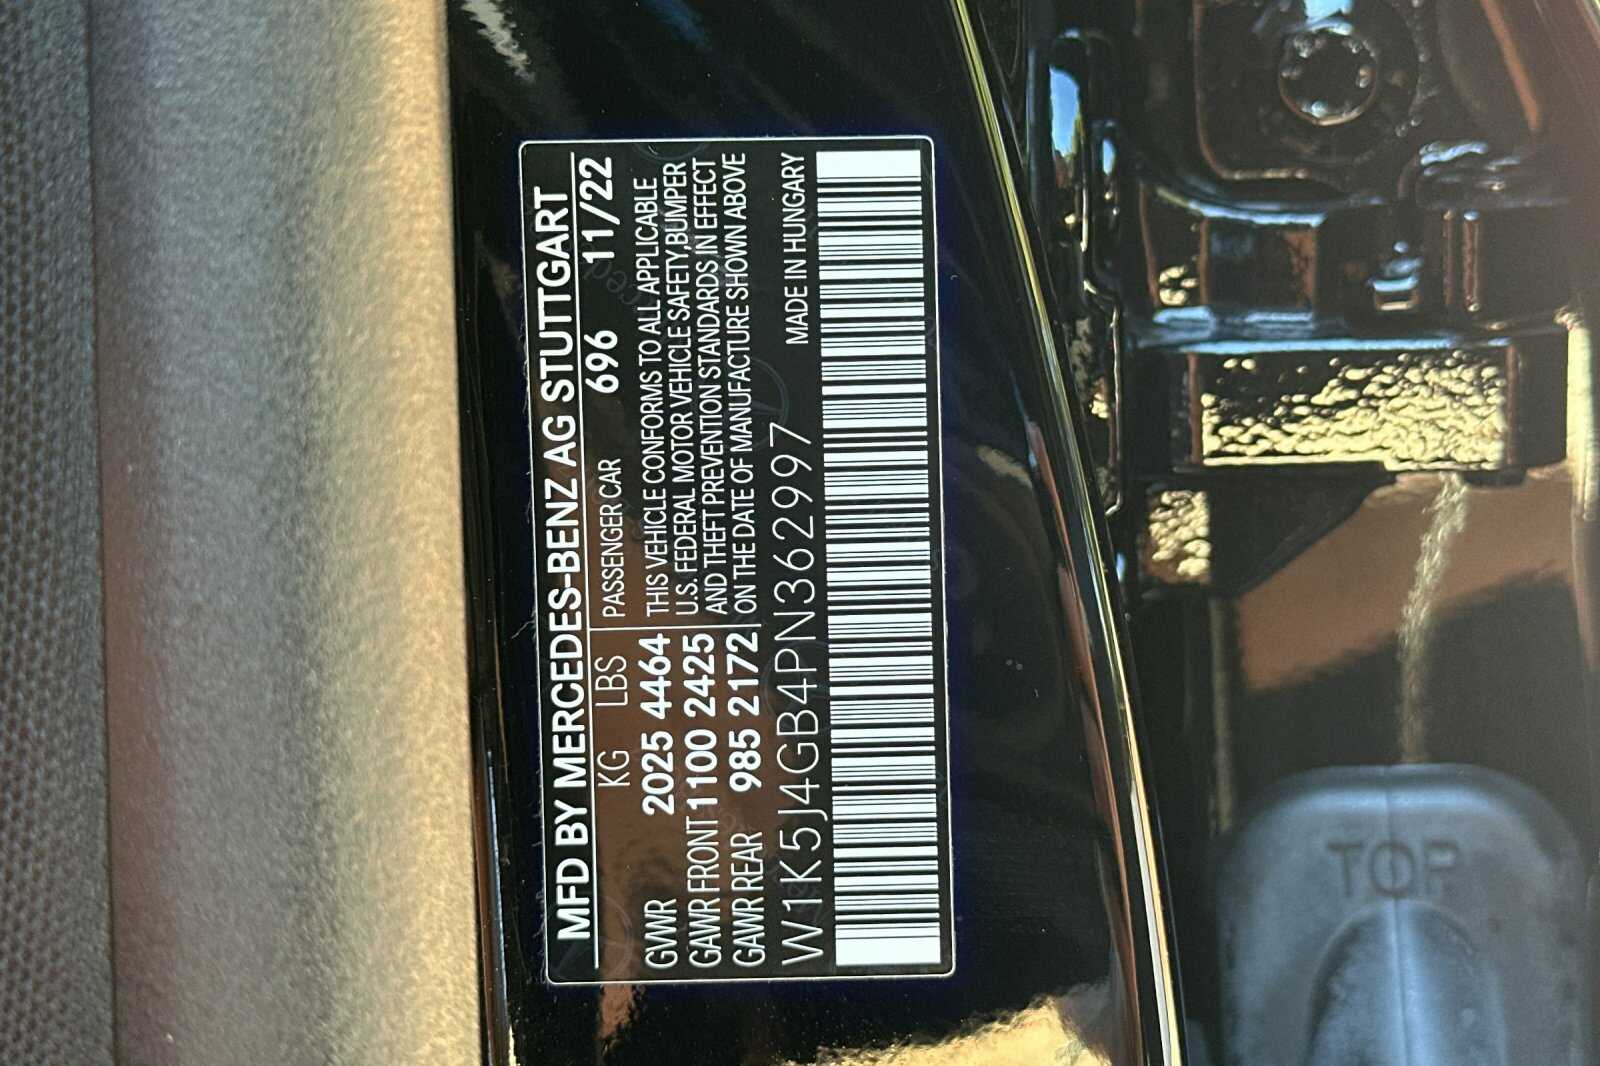 MFD BY MERCEDES-BENZ AG STUTTGART
KG LBS PASSENGER CAR 696 11/22
GVWR 2025 4464 THIS VEHICLE CONFORMS TO ALL APPLICABLE
U.S. FEDERAL MOTOR VEHICLE SAFETY,BUMPER
GAWR FRONT 1100 2425 AND THEFT PREVENTION STANDARDS IN EFFECT
GAWR REAR 985 2172 ON THE DATE OF MANUFACTURE SHOWN ABOVE
W1K5J4GB4PN362997 MADE IN HUNGARY
TOP